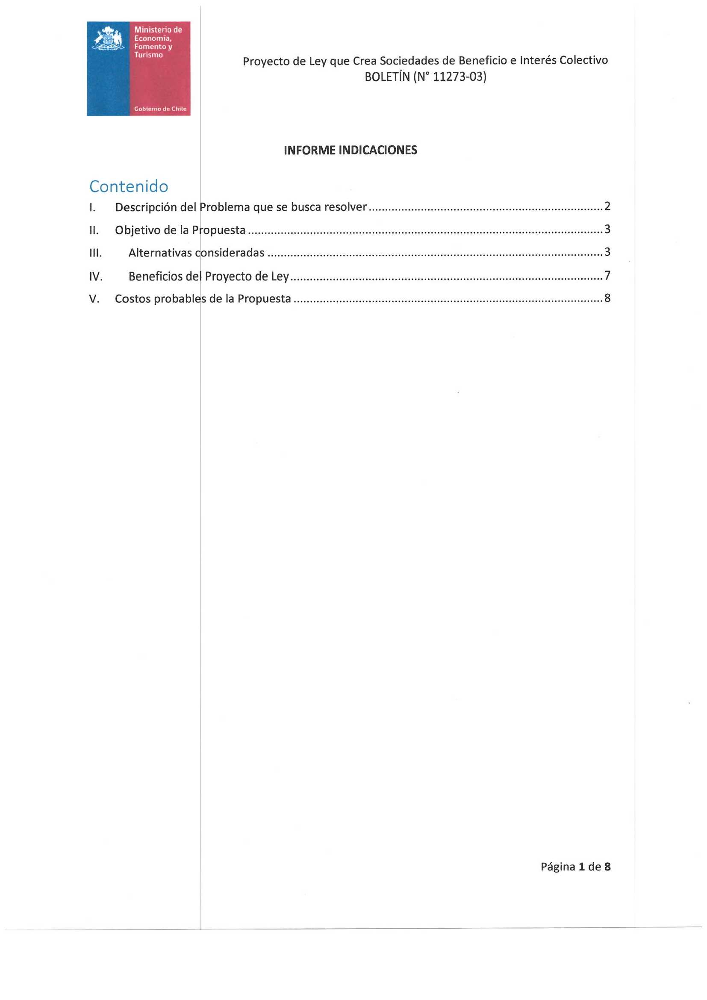 Ministerio de
Economía,
Fomento y
Turismo
Gobierno de Chile
Proyecto de Ley que Crea Sociedades de Beneficio e Interés Colectivo
BOLETÍN (N° 11273-03)
INFORME INDICACIONES
Contenido
I. Descripción del Problema que se busca resolver ........................................................................ 2
II. Objetivo de la Propuesta ............................................................................................................. 3
III. Alternativas consideradas ....................................................................................................... 3
IV. Beneficios del Proyecto de Ley ................................................................................................ 7
V. Costos probables de la Propuesta ............................................................................................... 8
Página 1 de 8